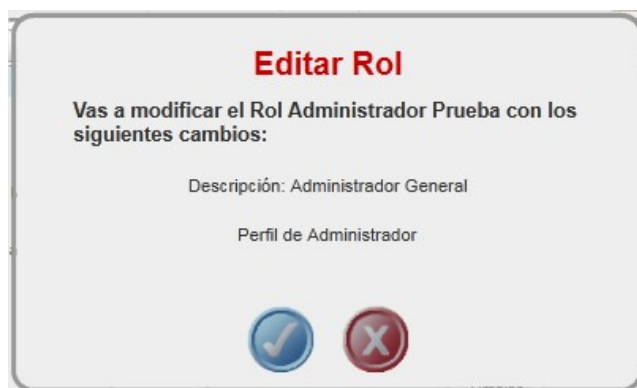 Editar Rol
Vas a modificar el Rol Administrador Prueba con los
siguientes cambios:
Descripción: Administrador General
Perfil de Administrador